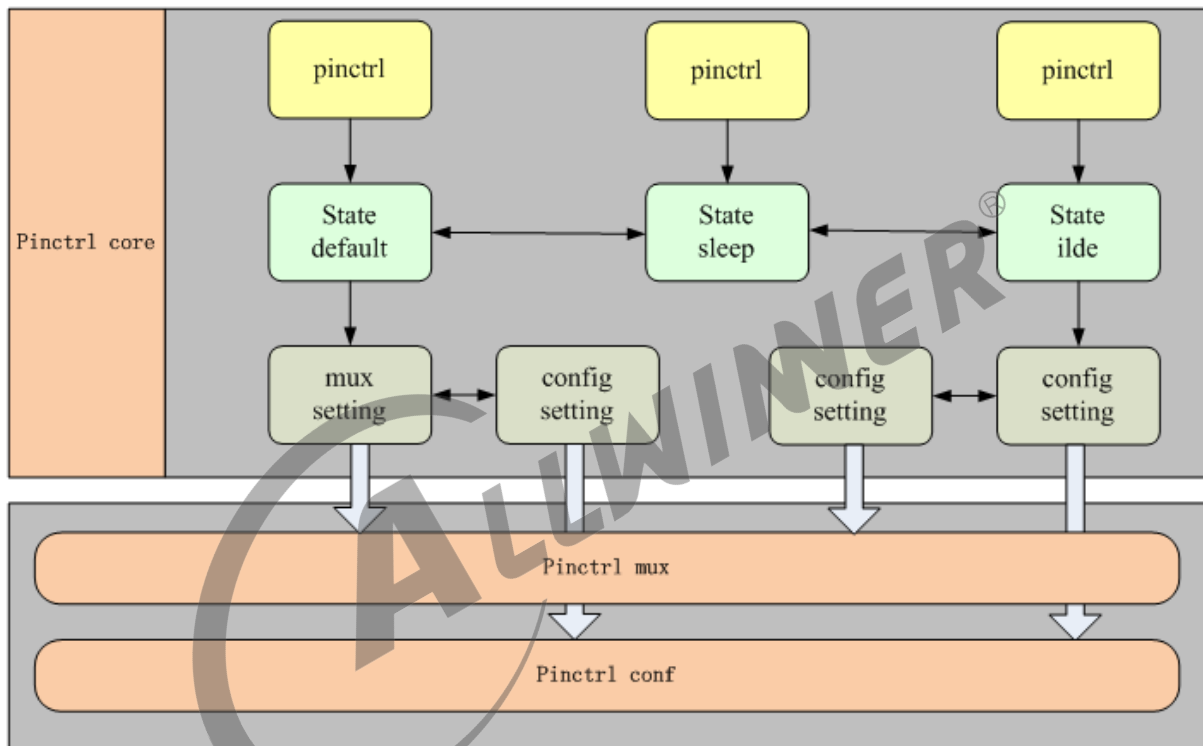 pinctrl
pinctrl
pinctrl
Pinctrl core
State
default
State
sleep
State
ilde
mux
setting
config
setting
config
setting
config
setting
ALLWINNER®
Pinctrl mux
Pinctrl conf